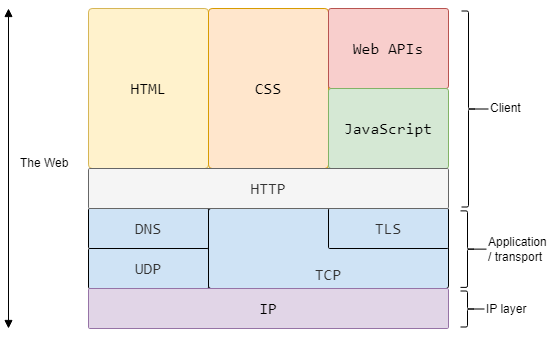 Web APIs
HTML
CSS
Client
JavaScript
The Web
HTTP
DNS
TLS
Application
/ transport
UDP
TCP
IP
IP layer